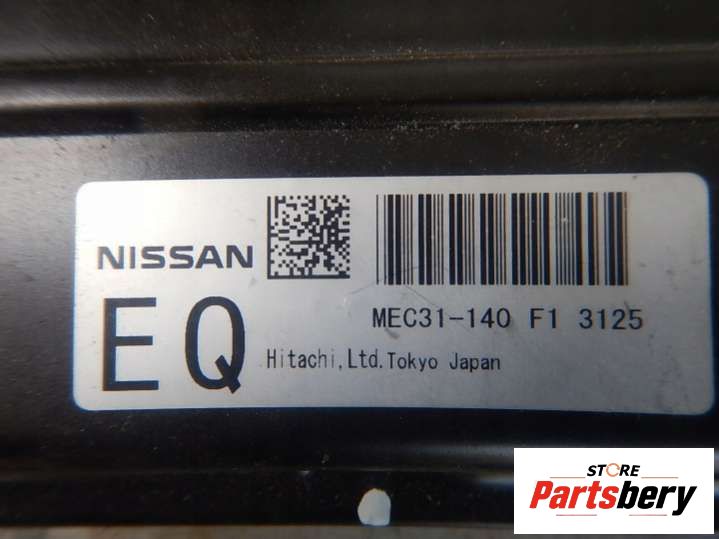 NISSAN
EQ
MEC31-140 F1 3125
Hitachi,Ltd.Tokyo Japan
STORE
Partsbery